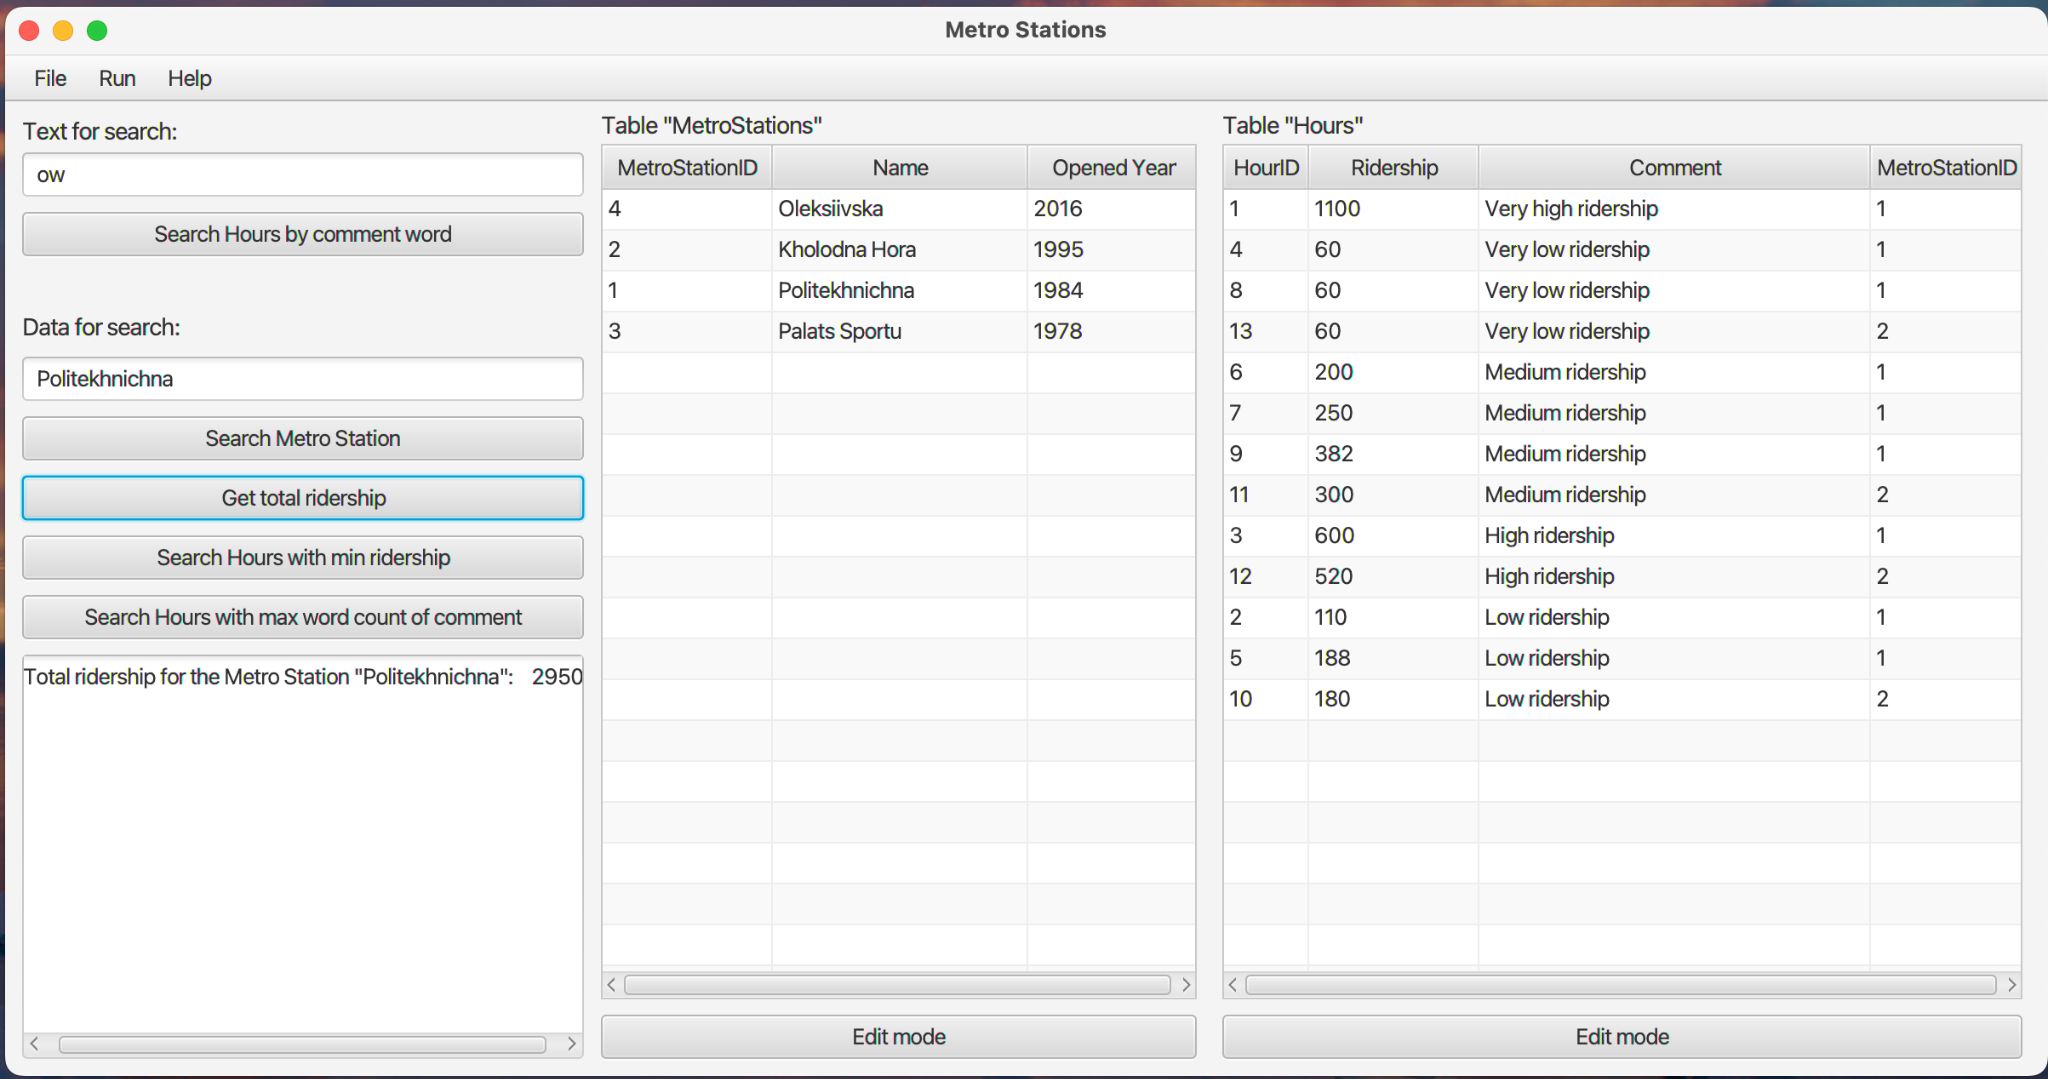 Metro Stations
File Run Help
Text for search:
ow
Search Hours by comment word
Data for search:
Politekhnichna
Search Metro Station
Get total ridership
Search Hours with min ridership
Search Hours with max word count of comment
Total ridership for the Metro Station "Politekhnichna": 2950
Table "MetroStations"
MetroStationID Name Opened Year
4 Oleksiivska 2016
2 Kholodna Hora 1995
1 Politekhnichna 1984
3 Palats Sportu 1978
Edit mode
Table "Hours"
HourID Ridership Comment MetroStationID
1 1100 Very high ridership 1
4 60 Very low ridership 1
8 60 Very low ridership 1
13 60 Very low ridership 2
6 200 Medium ridership 1
7 250 Medium ridership 1
9 382 Medium ridership 1
11 300 Medium ridership 2
3 600 High ridership 1
12 520 High ridership 2
2 110 Low ridership 1
5 188 Low ridership 1
10 180 Low ridership 2
Edit mode